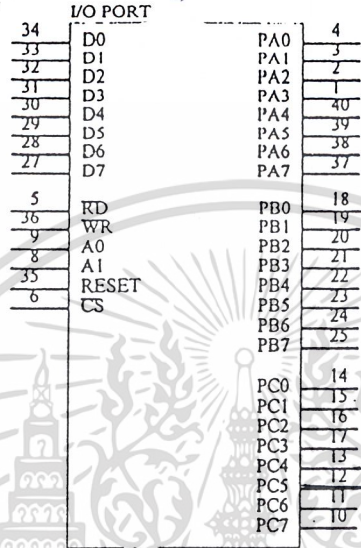 I/O PORT
34 D0 PA0 4
33 D1 PA1 3
32 D2 PA2 2
31 D3 PA3 1
30 D4 PA4 40
29 D5 PA5 39
28 D6 PA6 38
27 D7 PA7 37
5 RD PB0 18
36 WR PB1 19
9 A0 PB2 20
8 A1 PB3 21
35 RESET PB4 22
6 CS PB5 23
PB6 24
PB7 25
PC0 14
PC1 15
PC2 16
PC3 17
PC4 13
PC5 12
PC6 11
PC7 10